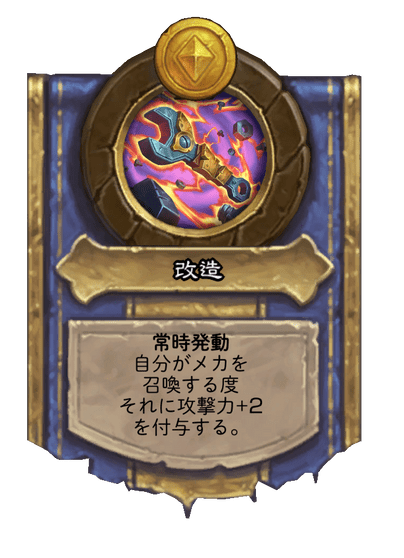 改造
常時発動
自分がメカを
召喚する度
それに攻撃力+2
を付与する。